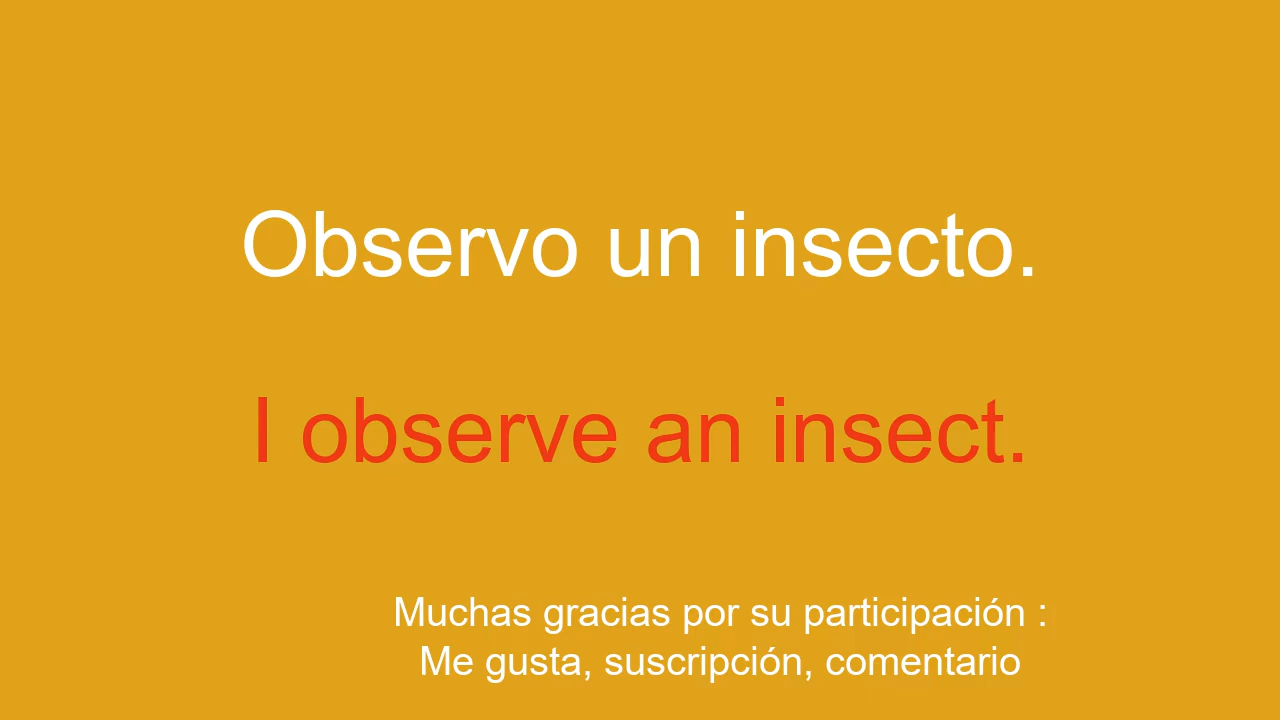 Observo un insecto.
I observe an insect.
Muchas gracias por su participación :
Me gusta, suscripción, comentario